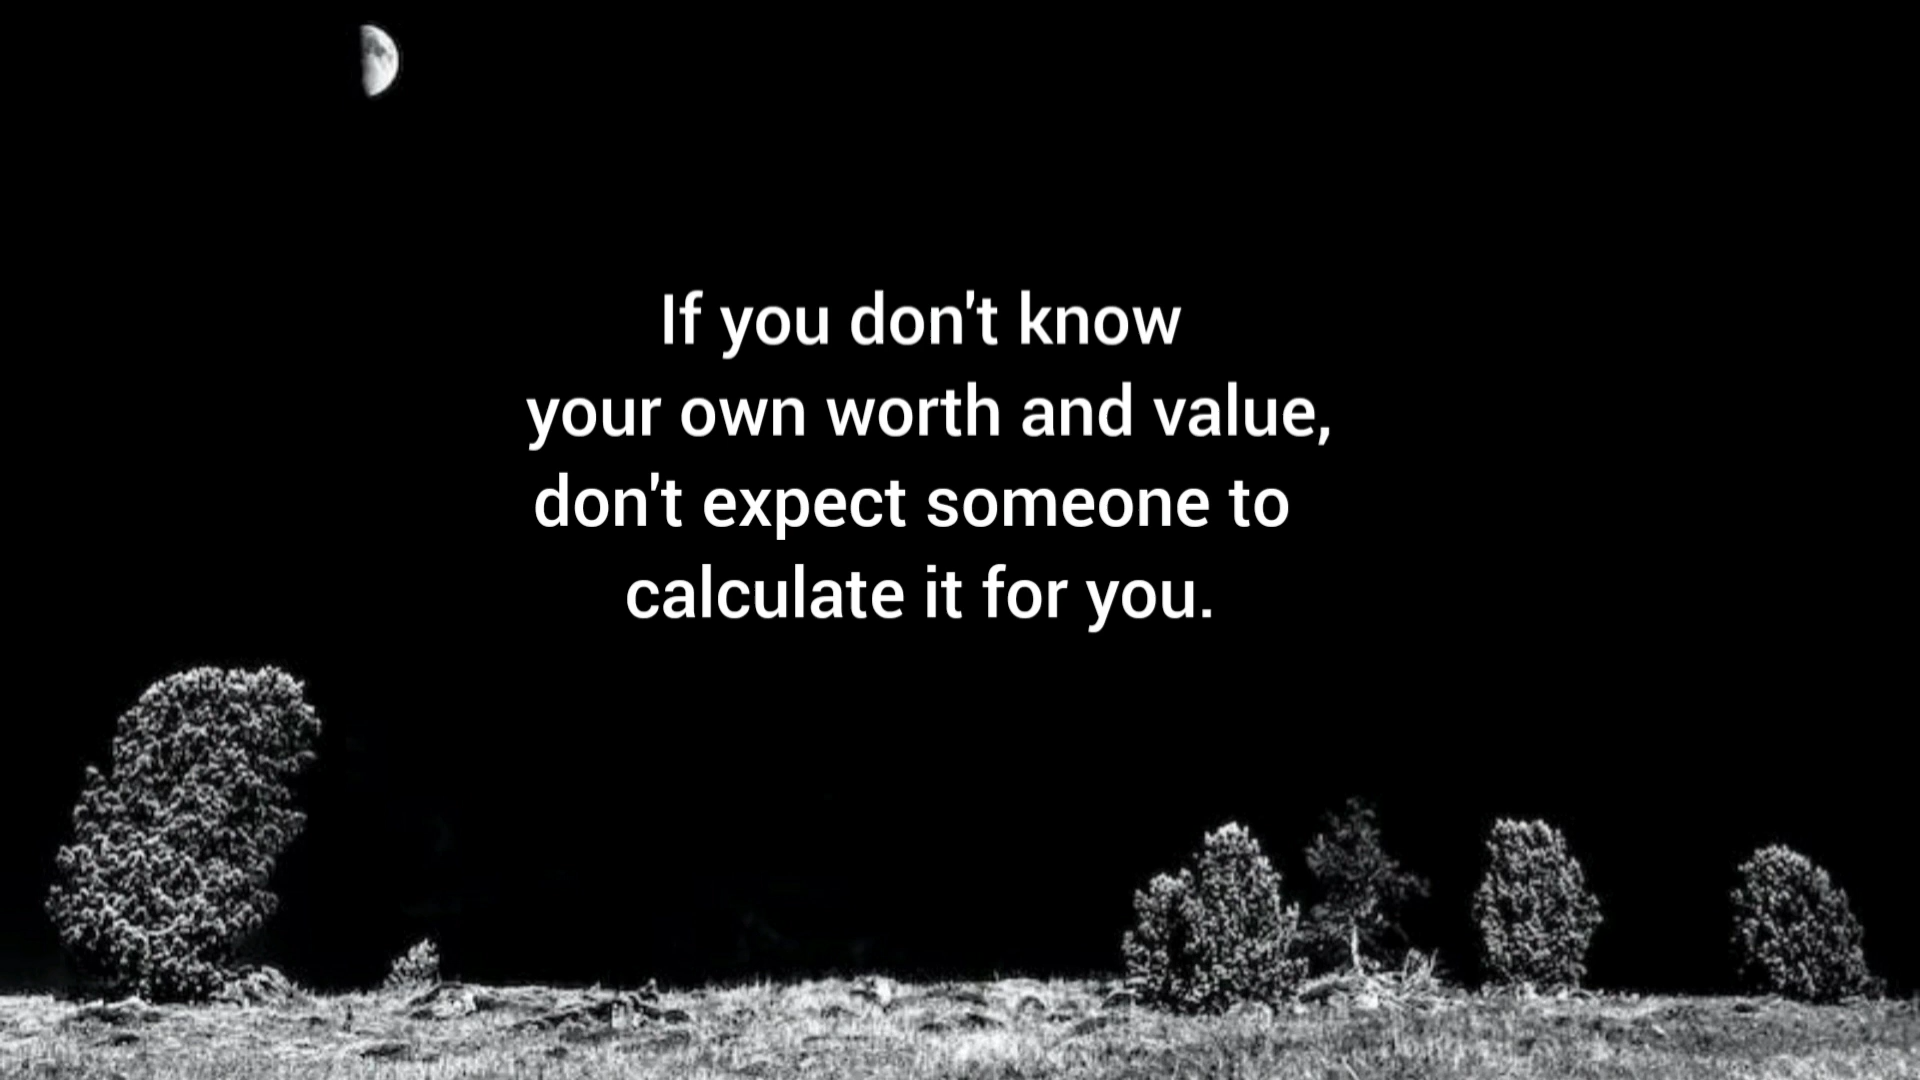 If you don't know
your own worth and value,
don't expect someone to
calculate it for you.